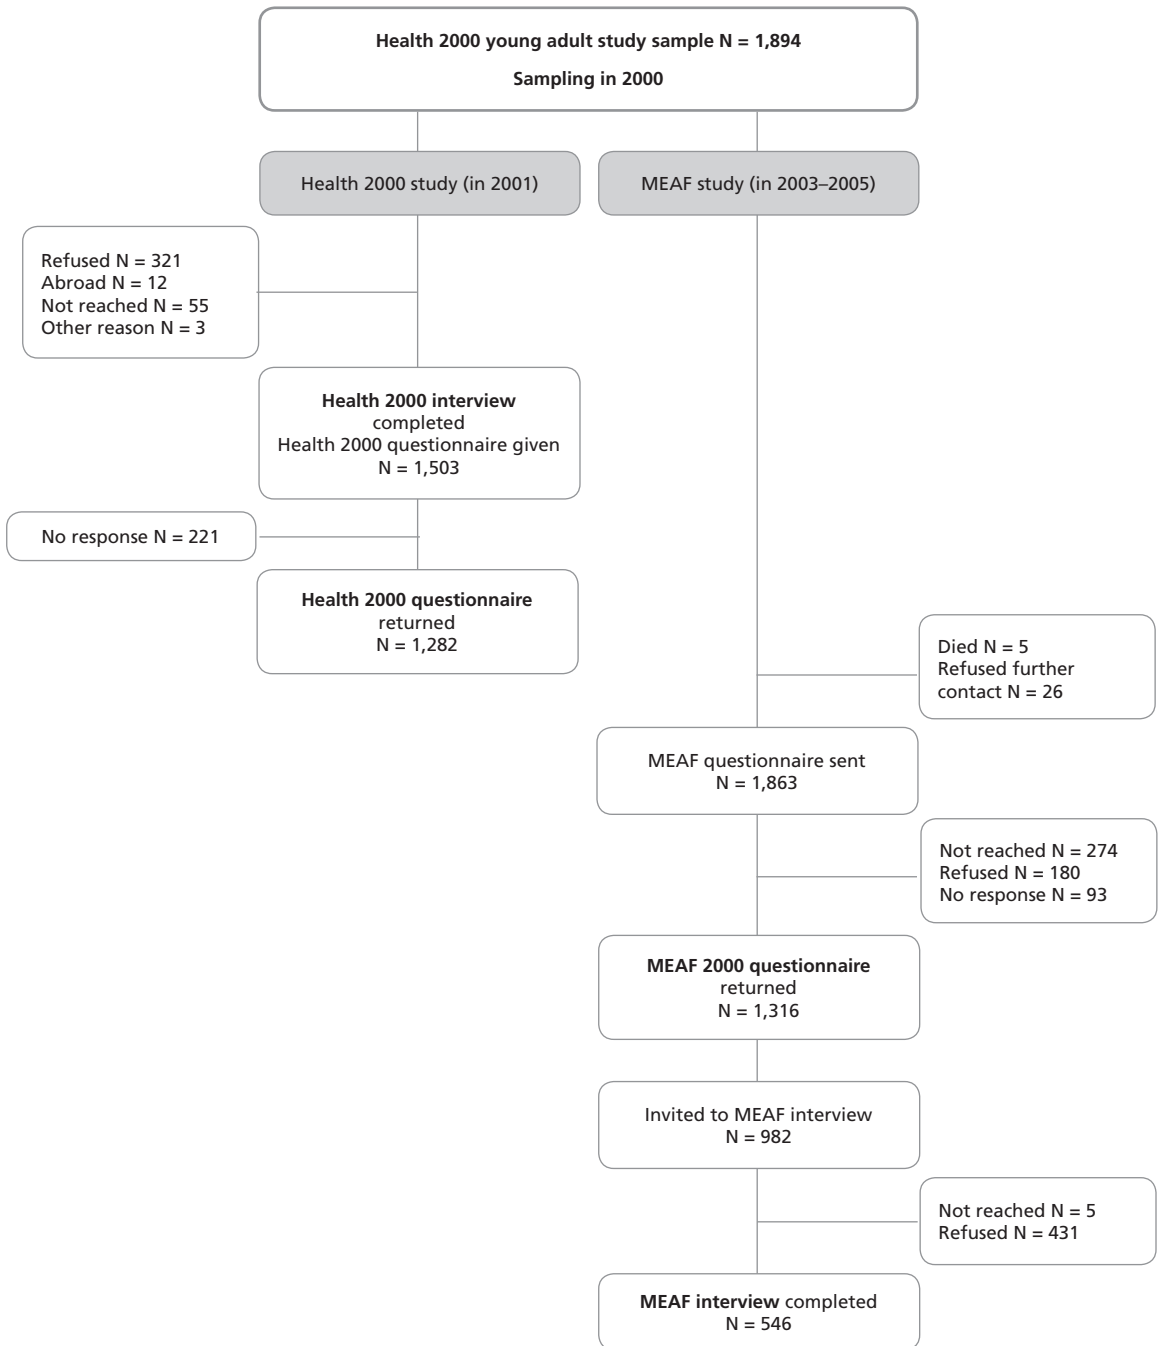 Health 2000 young adult study sample N = 1,894
Sampling in 2000
Health 2000 study (in 2001)
MEAF study (in 2003–2005)
Refused N = 321
Abroad N = 12
Not reached N = 55
Other reason N = 3
Health 2000 interview
completed
Health 2000 questionnaire given
N = 1,503
No response N = 221
Health 2000 questionnaire
returned
N = 1,282
Died N = 5
Refused further
contact N = 26
MEAF questionnaire sent
N = 1,863
Not reached N = 274
Refused N = 180
No response N = 93
MEAF 2000 questionnaire
returned
N = 1,316
Invited to MEAF interview
N = 982
Not reached N = 5
Refused N = 431
MEAF interview completed
N = 546